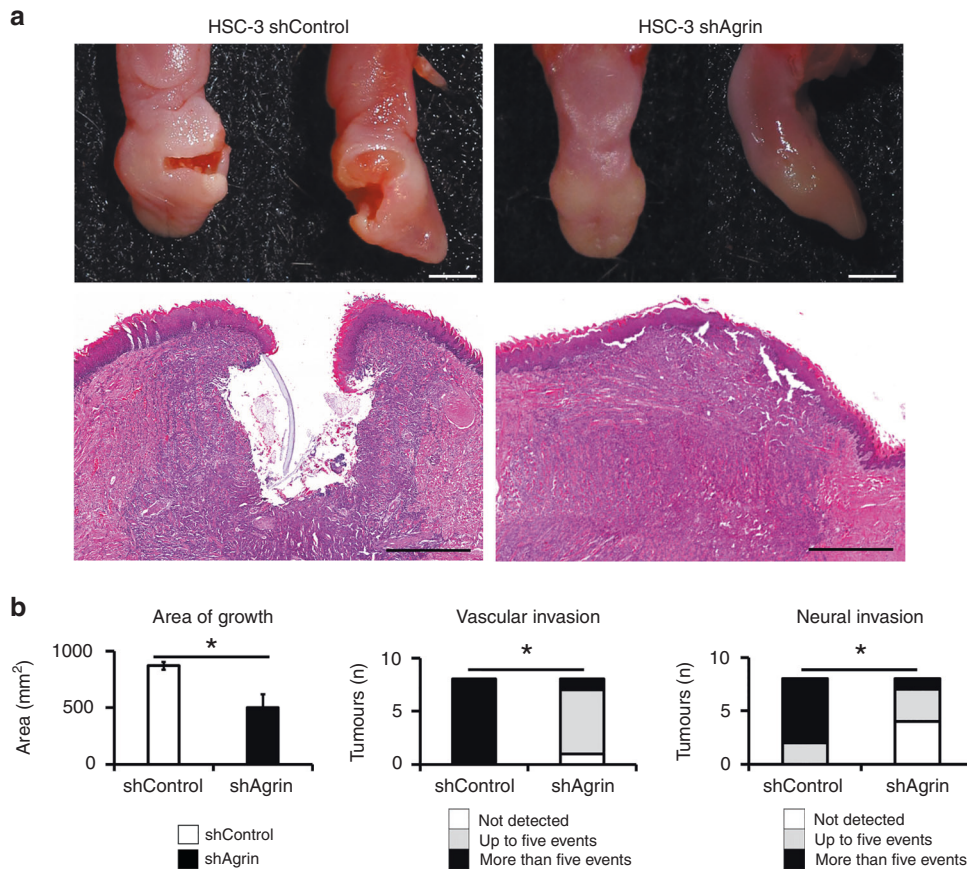 a
HSC-3 shControl
HSC-3 shAgrin
b
Area of growth
*
Area (mm²)
1000
500
0
shControl
shAgrin
shControl
shAgrin
Vascular invasion
*
Tumours (n)
10
5
0
shControl
shAgrin
Not detected
Up to five events
More than five events
Neural invasion
*
Tumours (n)
10
5
0
shControl
shAgrin
Not detected
Up to five events
More than five events